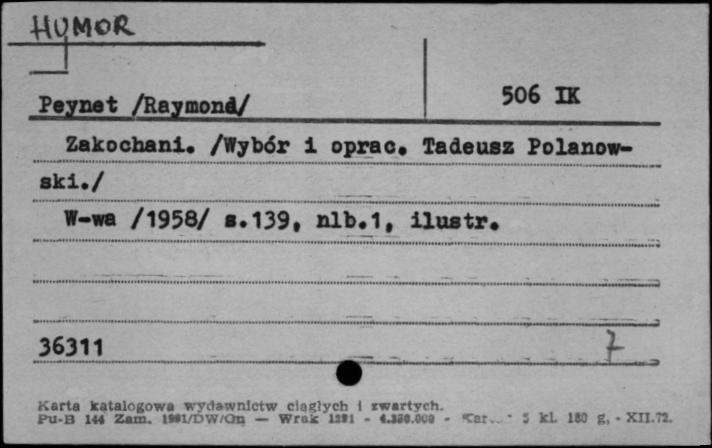 HUMOR
Peynet /Raymond/ 506 IK
Zakochani. /Wybór i oprac. Tadeusz Polanow-
ski./
W-wa /1958/ s.139, nlb.1, ilustr.
36311 7
Karta katalogowa wydawnictw ciągłych i zwartych.
Pu-B 144 Zam. 1991/DW/On — Wrak 1221 - 4.350.000 - 5 kl. 180 g. - XII.72.